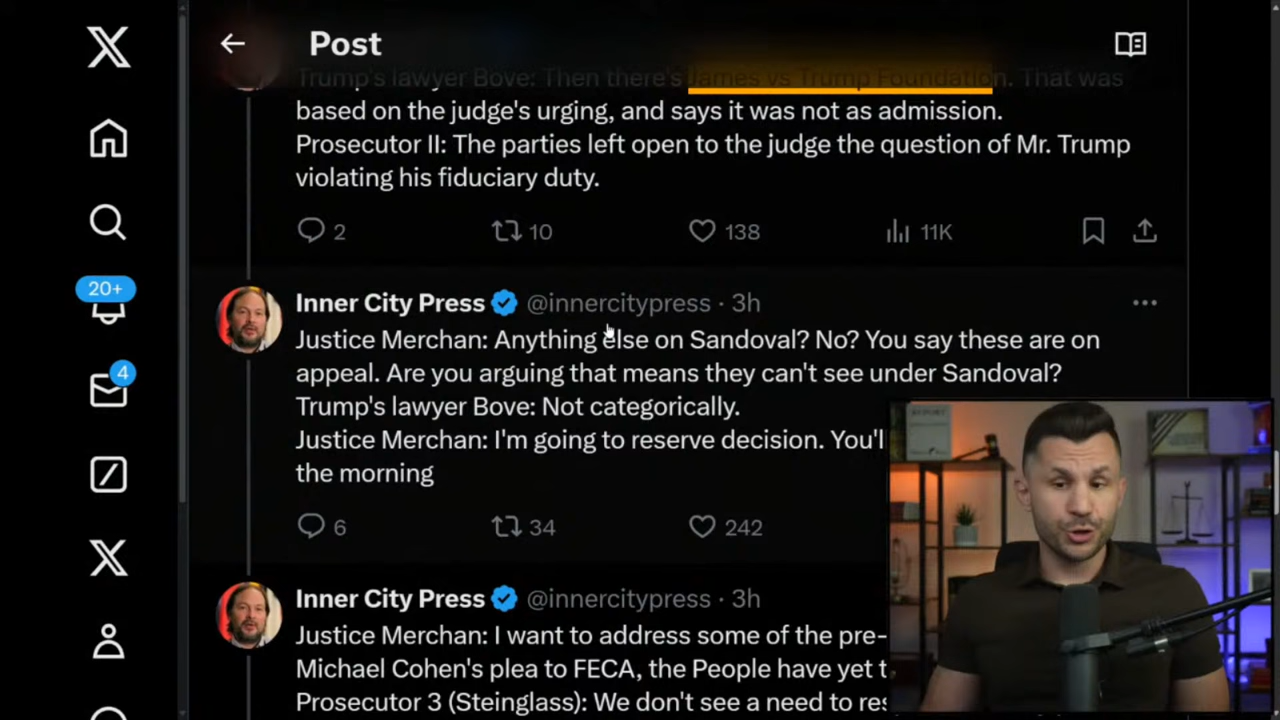 Post
Trump's lawyer Bove: Then there's James vs Trump Foundation. That was
based on the judge's urging, and says it was not as admission.
Prosecutor II: The parties left open to the judge the question of Mr. Trump
violating his fiduciary duty.
2 10 138 11K
20+
Inner City Press @innercitypress · 3h
Justice Merchan: Anything else on Sandoval? No? You say these are on
appeal. Are you arguing that means they can't see under Sandoval?
4
Trump's lawyer Bove: Not categorically.
Justice Merchan: I'm going to reserve decision. You'll
the morning
6 34 242
Inner City Press @innercitypress · 3h
Justice Merchan: I want to address some of the pre-
Michael Cohen's plea to FECA, the People have yet
Prosecutor 3 (Steinglass): We don't see a need to